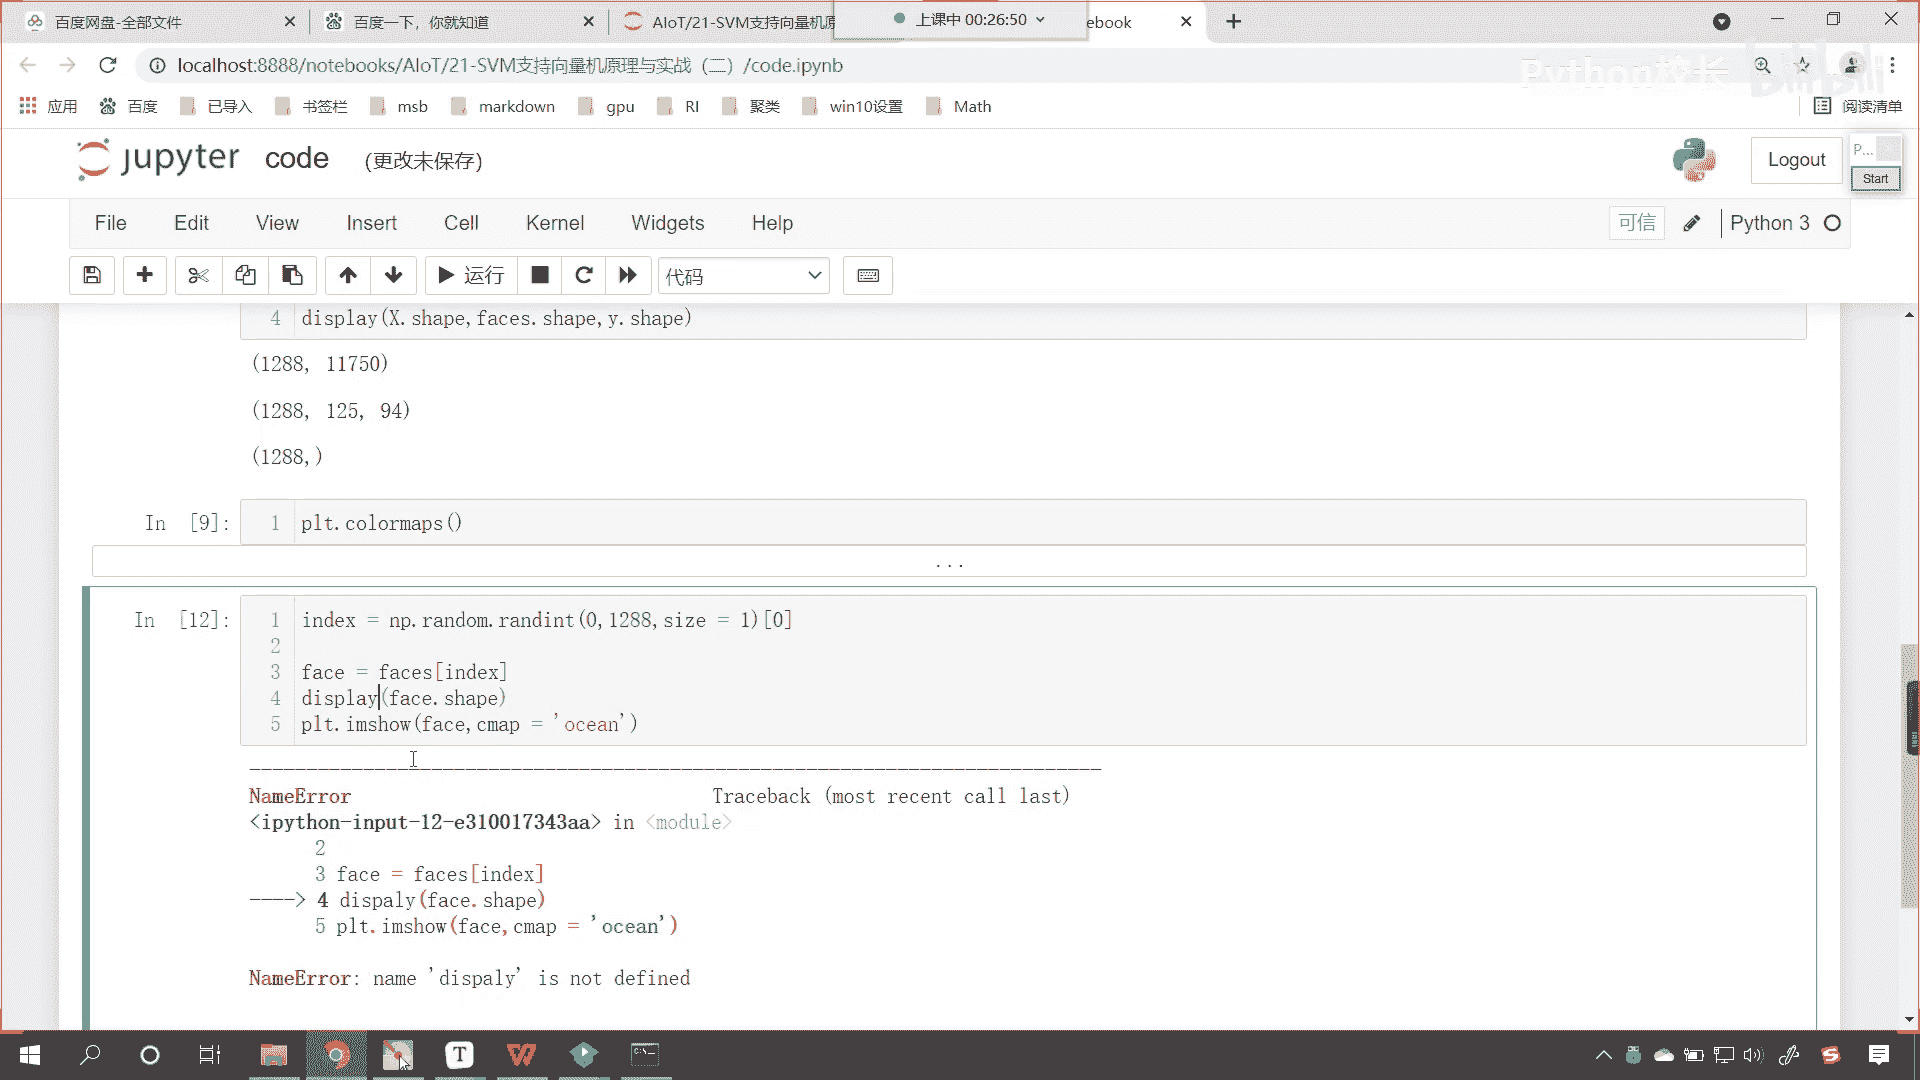 百度网盘-全部文件
百度一下，你就知道
AIoT/21-SVM支持向量机原
上课中 00:26:50
ebook
localhost:8888/notebooks/AIoT/21-SVM支持向量机原理与实战（二）/code.ipynb
Python校长
bilibili
应用
百度
已导入
书签栏
msb
markdown
gpu
RI
聚类
win10设置
Math
阅读清单
jupyter code (更改未保存)
Logout
P...
Start
File Edit View Insert Cell Kernel Widgets Help
可信
Python 3
运行
代码
4 display(X.shape,faces.shape,y.shape)
(1288, 11750)
(1288, 125, 94)
(1288,)
In [9]: 1 plt.colormaps()
...
In [12]: 1 index = np.random.randint(0,1288,size = 1)[0]
2
3 face = faces[index]
4 display(face.shape)
5 plt.imshow(face,cmap = 'ocean')
NameError Traceback (most recent call last)
<ipython-input-12-e310017343aa> in <module>
2
3 face = faces[index]
----> 4 dispaly(face.shape)
5 plt.imshow(face,cmap = 'ocean')
NameError: name 'dispaly' is not defined